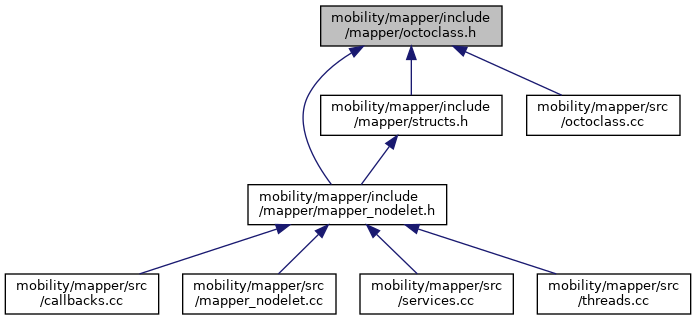 mobility/mapper/include
/mapper/octoclass.h
mobility/mapper/include
/mapper/structs.h
mobility/mapper/src
/octoclass.cc
mobility/mapper/include
/mapper/mapper_nodelet.h
mobility/mapper/src
/callbacks.cc
mobility/mapper/src
/mapper_nodelet.cc
mobility/mapper/src
/services.cc
mobility/mapper/src
/threads.cc